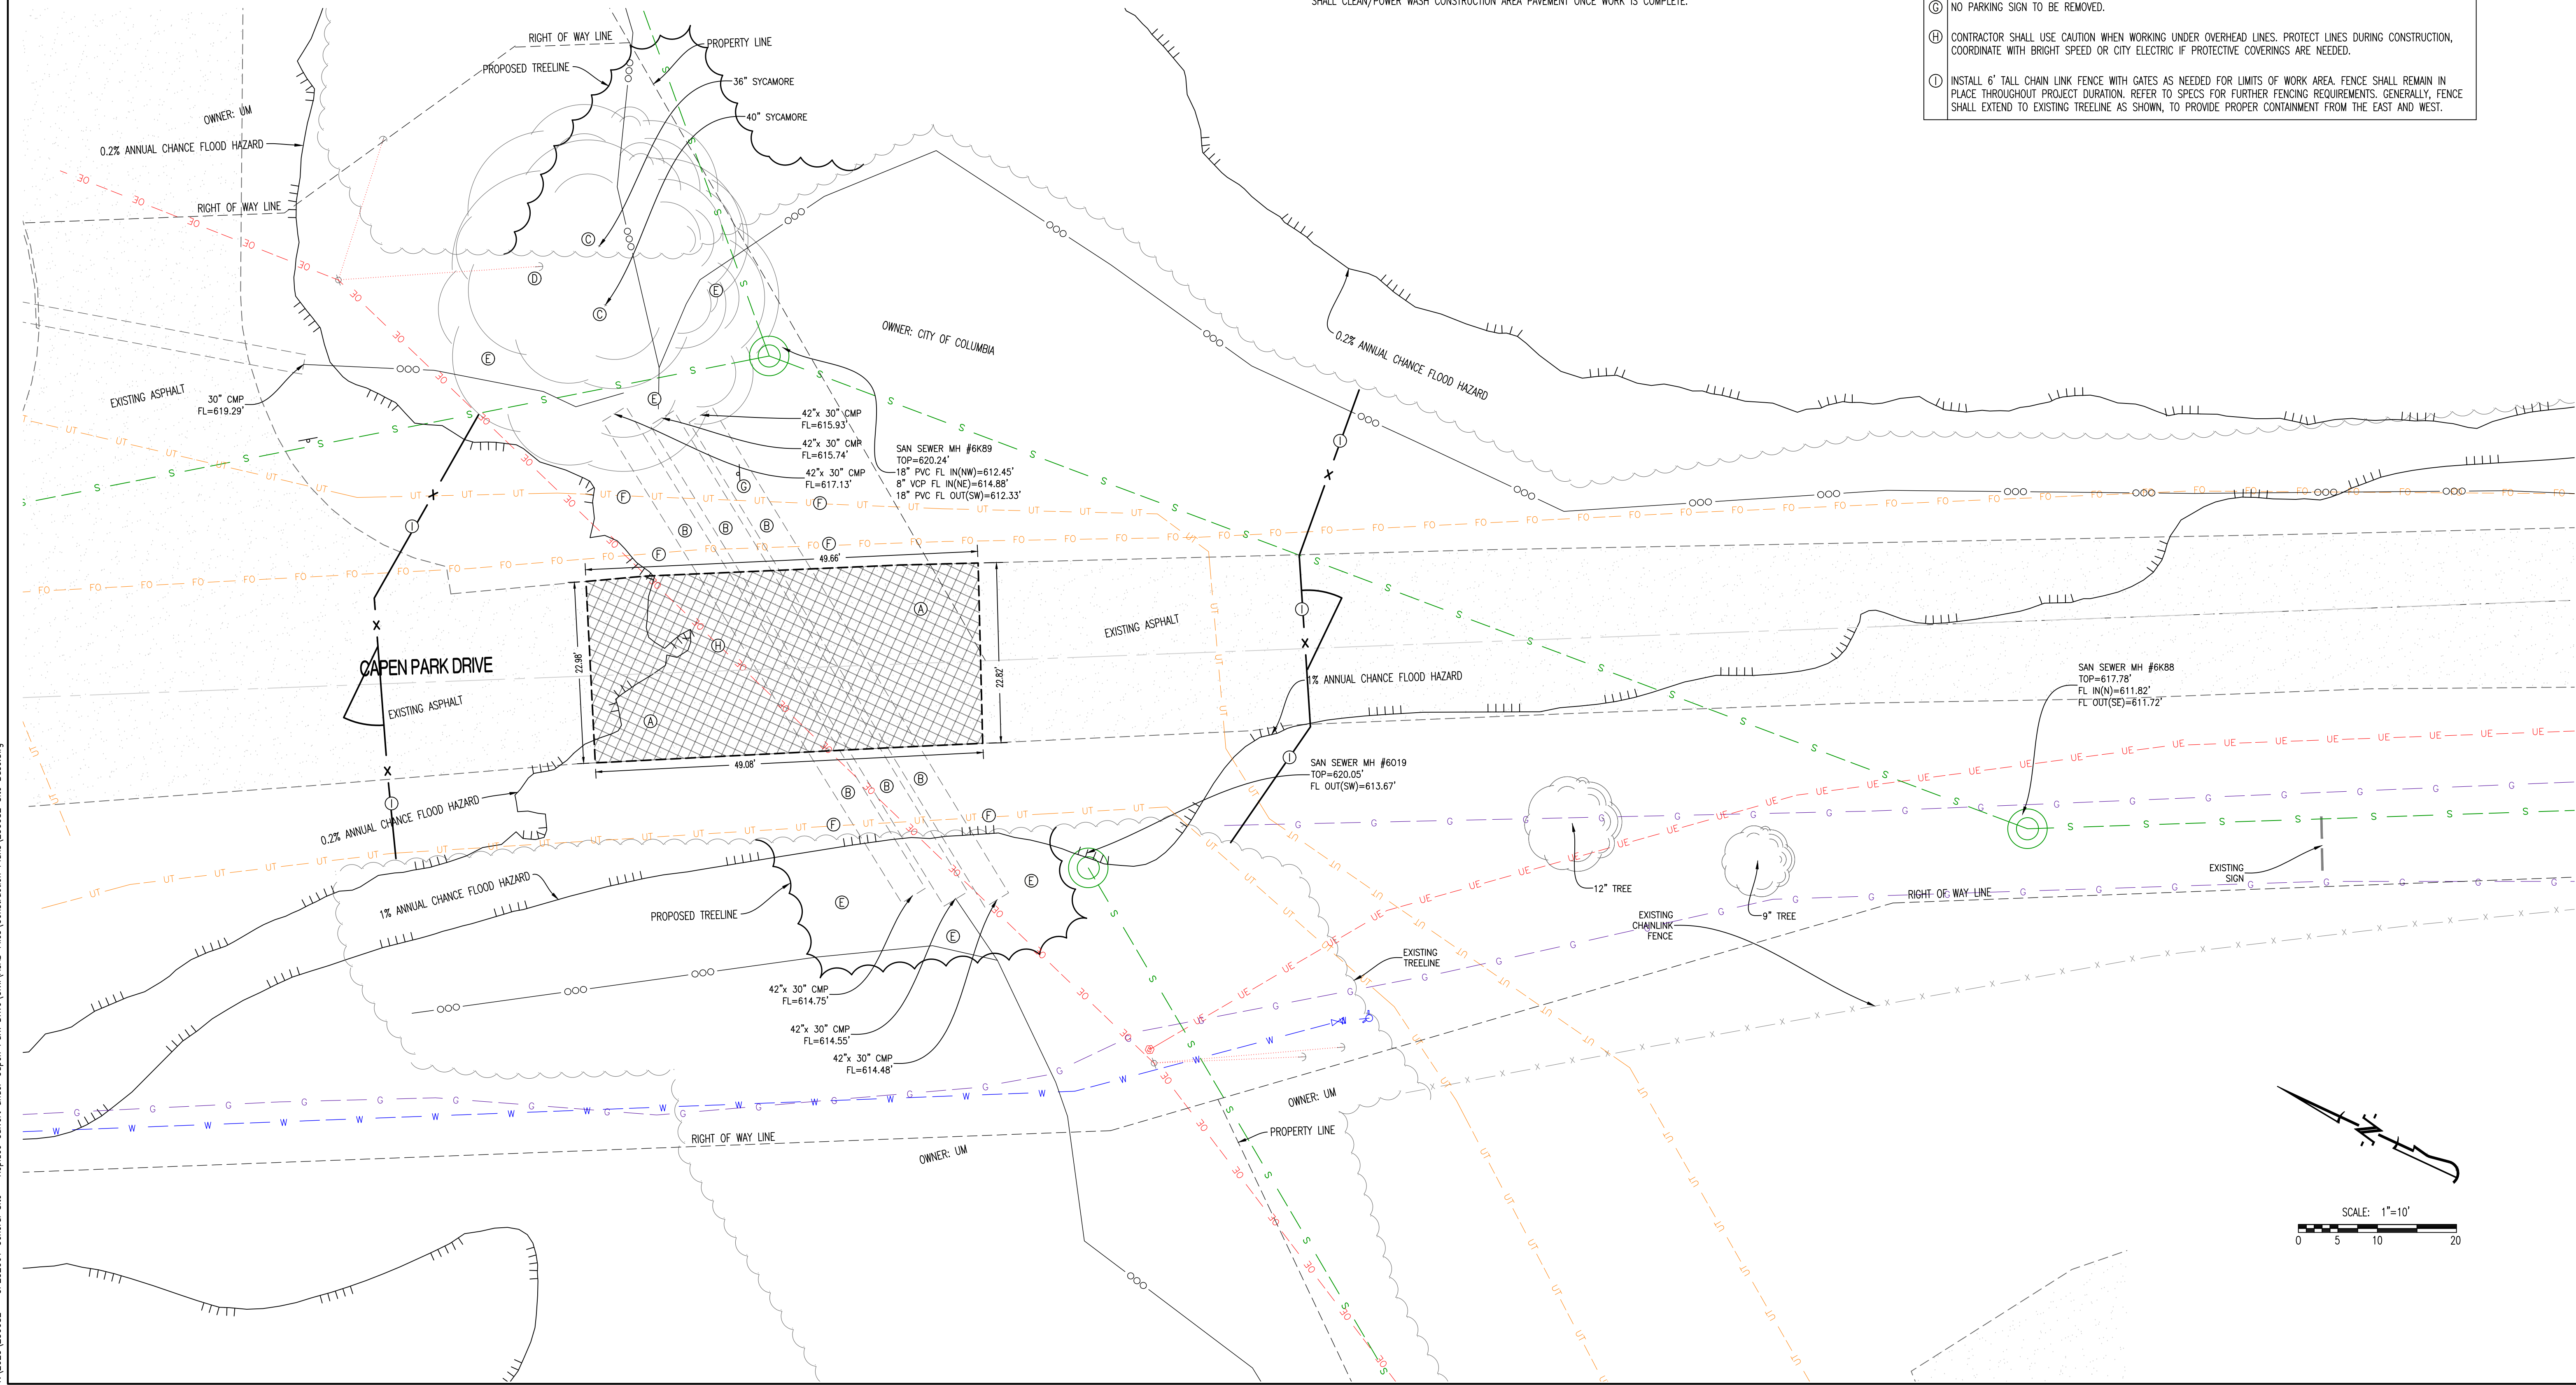 SHALL CLEAN/POWER WASH CONSTRUCTION AREA PAVEMENT ONCE WORK IS COMPLETE.
G NO PARKING SIGN TO BE REMOVED.
H CONTRACTOR SHALL USE CAUTION WHEN WORKING UNDER OVERHEAD LINES. PROTECT LINES DURING CONSTRUCTION,
COORDINATE WITH BRIGHT SPEED OR CITY ELECTRIC IF PROTECTIVE COVERINGS ARE NEEDED.
I INSTALL 6' TALL CHAIN LINK FENCE WITH GATES AS NEEDED FOR LIMITS OF WORK AREA. FENCE SHALL REMAIN IN
PLACE THROUGHOUT PROJECT DURATION. REFER TO SPECS FOR FURTHER FENCING REQUIREMENTS. GENERALLY, FENCE
SHALL EXTEND TO EXISTING TREELINE AS SHOWN, TO PROVIDE PROPER CONTAINMENT FROM THE EAST AND WEST.
RIGHT OF WAY LINE
PROPERTY LINE
PROPOSED TREELINE
36" SYCAMORE
40" SYCAMORE
OWNER: UM
0.2% ANNUAL CHANCE FLOOD HAZARD
RIGHT OF WAY LINE
C
D
E
C
OWNER: CITY OF COLUMBIA
0.2% ANNUAL CHANCE FLOOD HAZARD
E
EXISTING ASPHALT
30" CMP
FL=619.29'
E
42"x 30" CMP
FL=615.93'
42"x 30" CMP
FL=615.74'
42"x 30" CMP
FL=617.13'
SAN SEWER MH #6K89
TOP=620.24'
18" PVC FL IN(NW)=612.45'
8" VCP FL IN(NE)=614.88'
18" PVC FL OUT(SW)=612.33'
I
G
F
F
B
B
B
I
F
F
49.66'
A
I
22.98'
H
22.82'
EXISTING ASPHALT
CAPEN PARK DRIVE
EXISTING ASPHALT
A
1% ANNUAL CHANCE FLOOD HAZARD
SAN SEWER MH #6K88
TOP=617.78'
FL IN(N)=611.82'
FL OUT(SE)=611.72'
49.08'
I
SAN SEWER MH #6019
TOP=620.05'
FL OUT(SW)=613.67'
B
B
B
I
0.2% ANNUAL CHANCE FLOOD HAZARD
F
F
1% ANNUAL CHANCE FLOOD HAZARD
E
E
E
PROPOSED TREELINE
12" TREE
9" TREE
EXISTING
SIGN
RIGHT OF WAY LINE
EXISTING
CHAINLINK
FENCE
EXISTING
TREELINE
42"x 30" CMP
FL=614.75'
42"x 30" CMP
FL=614.55'
42"x 30" CMP
FL=614.48'
OWNER: UM
PROPERTY LINE
RIGHT OF WAY LINE
OWNER: UM
N
SCALE: 1"=10'
0 5 10 20